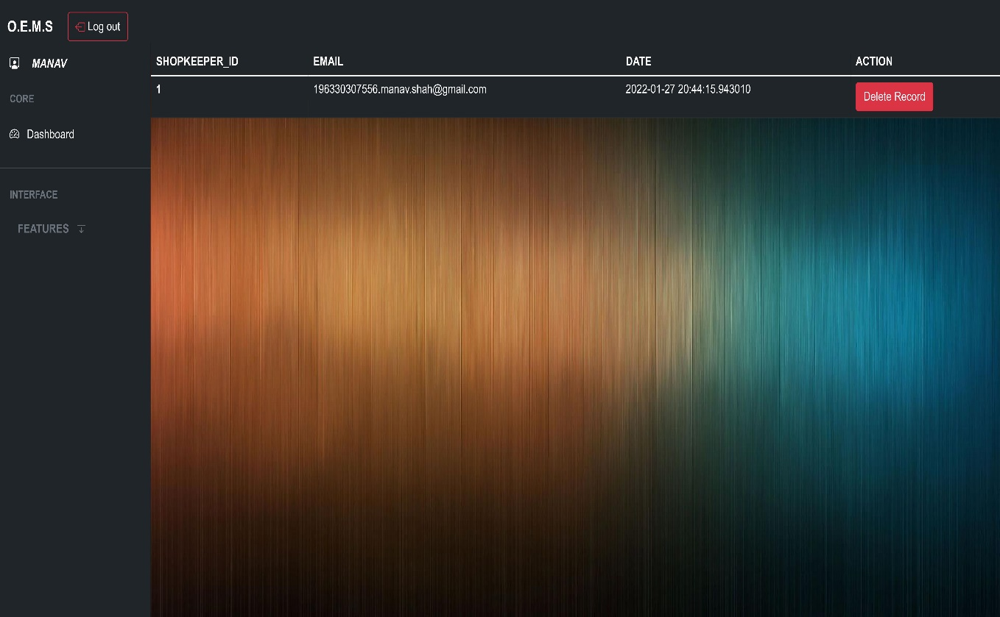 O.E.M.S Log out
MANAV
CORE
Dashboard
INTERFACE
FEATURES
SHOPKEEPER_ID EMAIL DATE ACTION
1 196330307556.manav.shah@gmail.com 2022-01-27 20:44:15.943010 Delete Record